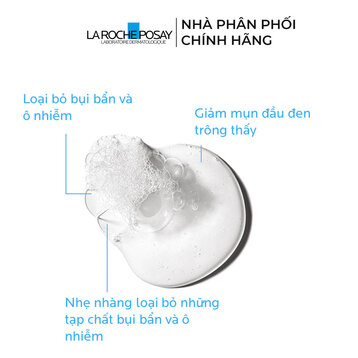 LA ROCHE POSAY
LABORATOIRE DERMATOLOGIQUE
NHÀ PHÂN PHỐI
CHÍNH HÃNG
Loại bỏ bụi bẩn và
ô nhiễm
Giảm mụn đầu đen
trông thấy
Nhẹ nhàng loại bỏ những
tạp chất bụi bẩn và ô
nhiễm